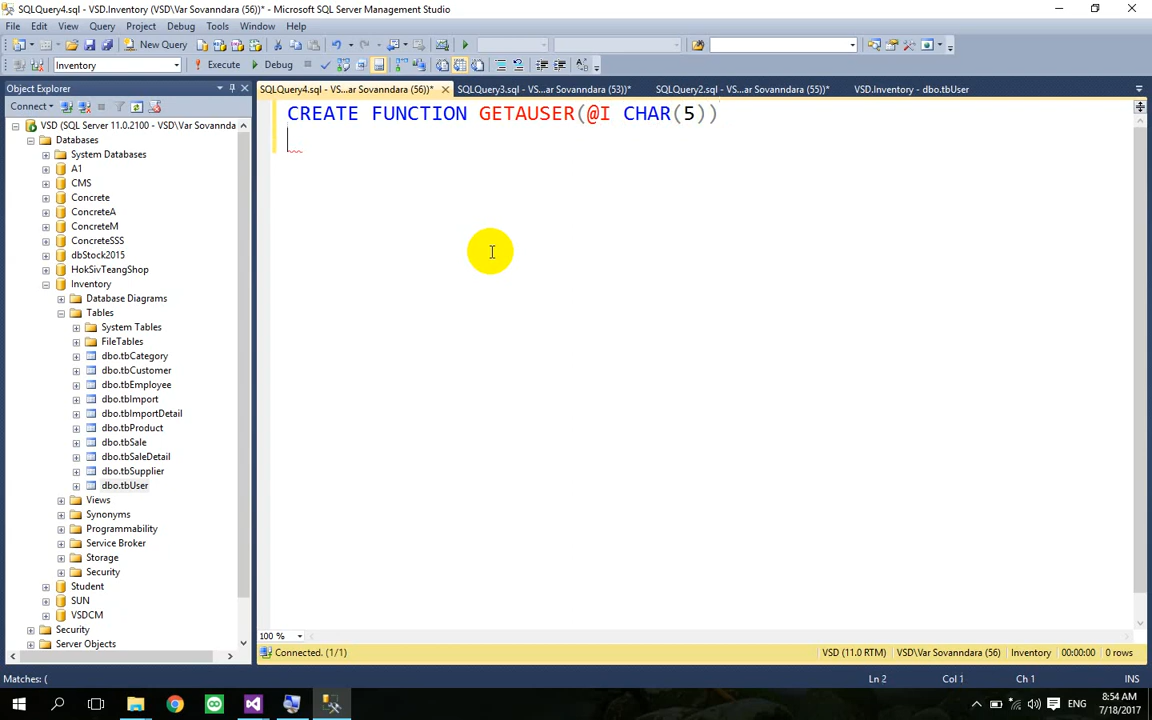 SQLQuery4.sql - VSD.Inventory (VSD\Var Sovanndara (56))* - Microsoft SQL Server Management Studio
File Edit View Query Project Debug Tools Window Help
New Query
Inventory Execute Debug
Object Explorer
SQLQuery4.sql - VS...ar Sovanndara (56))* SQLQuery3.sql - VS...ar Sovanndara (53))* SQLQuery2.sql - VS...ar Sovanndara (55))* VSD.Inventory - dbo.tbUser
Connect
CREATE FUNCTION GETAUSER(@I CHAR(5))
VSD (SQL Server 11.0.2100 - VSD\Var Sovannda
Databases
System Databases
A1
CMS
Concrete
ConcreteA
ConcreteM
ConcreteSSS
dbStock2015
HokSivTeangShop
Inventory
Database Diagrams
Tables
System Tables
FileTables
dbo.tbCategory
dbo.tbCustomer
dbo.tbEmployee
dbo.tbImport
dbo.tbImportDetail
dbo.tbProduct
dbo.tbSale
dbo.tbSaleDetail
dbo.tbSupplier
dbo.tbUser
Views
Synonyms
Programmability
Service Broker
Storage
Security
Student
SUN
VSDCM
Security
Server Objects
100 %
Connected. (1/1) VSD (11.0 RTM) VSD\Var Sovanndara (56) Inventory 00:00:00 0 rows
Matches: ( Ln 2 Col 1 Ch 1 INS
ENG
8:54 AM
7/18/2017